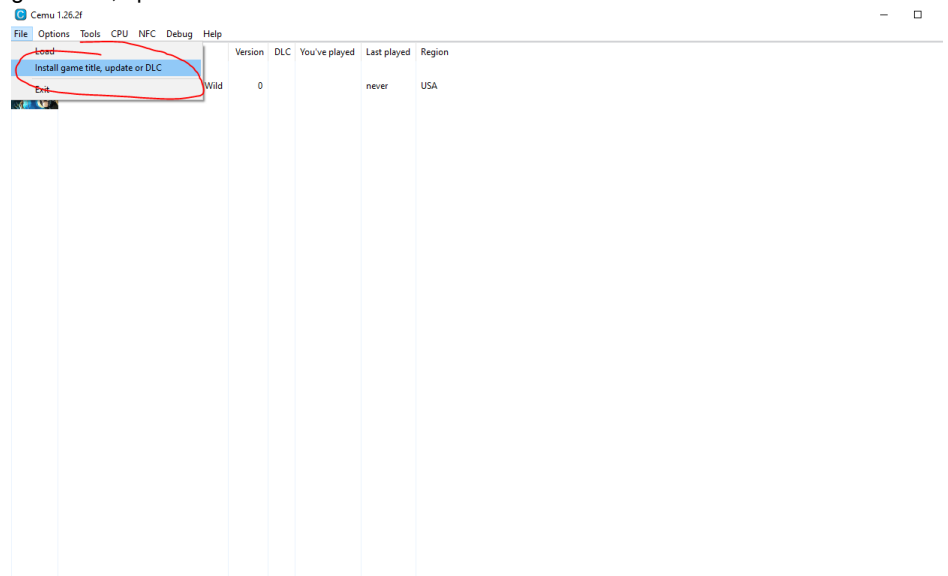 Cemu 1.26.2f
File Options Tools CPU NFC Debug Help
Load
Version DLC You've played Last played Region
Install game title, update or DLC
Wild 0 never USA
Exit